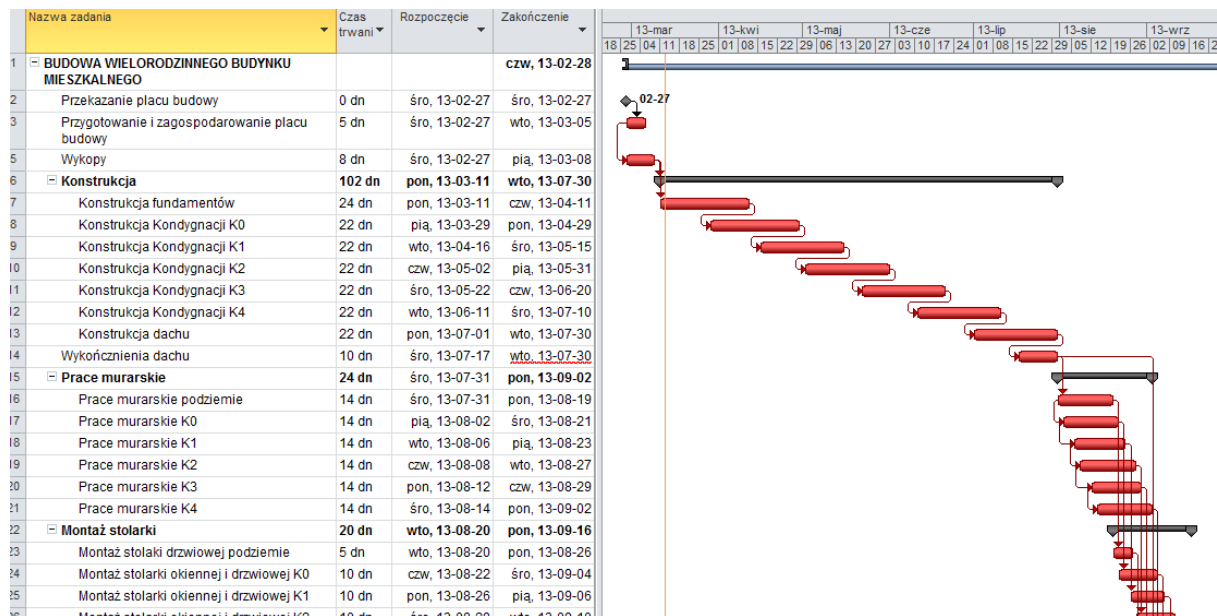 Nazwa zadania Czas trwani Rozpoczęcie Zakończenie
13-mar 13-kwi 13-maj 13-cze 13-lip 13-sie 13-wrz
18 25 04 11 18 25 01 08 15 22 29 06 13 20 27 03 10 17 24 01 08 15 22 29 05 12 19 26 02 09 16 2
1 BUDOWA WIELORODZINNEGO BUDYNKU czw, 13-02-28
MIESZKALNEGO
2 Przekazanie placu budowy 0 dn śro, 13-02-27 śro, 13-02-27 02-27
3 Przygotowanie i zagospodarowanie placu 5 dn śro, 13-02-27 wto, 13-03-05
budowy
5 Wykopy 8 dn śro, 13-02-27 pią, 13-03-08
6 Konstrukcja 102 dn pon, 13-03-11 wto, 13-07-30
7 Konstrukcja fundamentów 24 dn pon, 13-03-11 czw, 13-04-11
8 Konstrukcja Kondygnacji K0 22 dn pią, 13-03-29 pon, 13-04-29
9 Konstrukcja Kondygnacji K1 22 dn wto, 13-04-16 śro, 13-05-15
10 Konstrukcja Kondygnacji K2 22 dn czw, 13-05-02 pią, 13-05-31
11 Konstrukcja Kondygnacji K3 22 dn śro, 13-05-22 czw, 13-06-20
12 Konstrukcja Kondygnacji K4 22 dn wto, 13-06-11 śro, 13-07-10
13 Konstrukcja dachu 22 dn pon, 13-07-01 wto, 13-07-30
14 Wykończnienia dachu 10 dn śro, 13-07-17 wto, 13-07-30
15 Prace murarskie 24 dn śro, 13-07-31 pon, 13-09-02
16 Prace murarskie podziemie 14 dn śro, 13-07-31 pon, 13-08-19
17 Prace murarskie K0 14 dn pią, 13-08-02 śro, 13-08-21
18 Prace murarskie K1 14 dn wto, 13-08-06 pią, 13-08-23
19 Prace murarskie K2 14 dn czw, 13-08-08 wto, 13-08-27
20 Prace murarskie K3 14 dn pon, 13-08-12 czw, 13-08-29
21 Prace murarskie K4 14 dn śro, 13-08-14 pon, 13-09-02
22 Montaż stolarki 20 dn wto, 13-08-20 pon, 13-09-16
23 Montaż stolaki drzwiowej podziemie 5 dn wto, 13-08-20 pon, 13-08-26
24 Montaż stolarki okiennej i drzwiowej K0 10 dn czw, 13-08-22 śro, 13-09-04
25 Montaż stolarki okiennej i drzwiowej K1 10 dn pon, 13-08-26 pią, 13-09-06